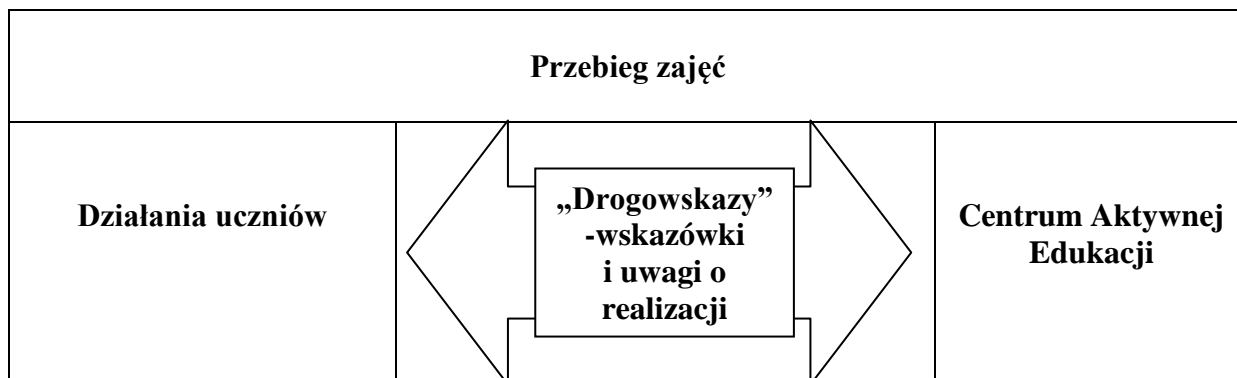 Przebieg zajęć
Działania uczniów
„Drogowskazy”
-wskazówki
i uwagi o
realizacji
Centrum Aktywnej
Edukacji